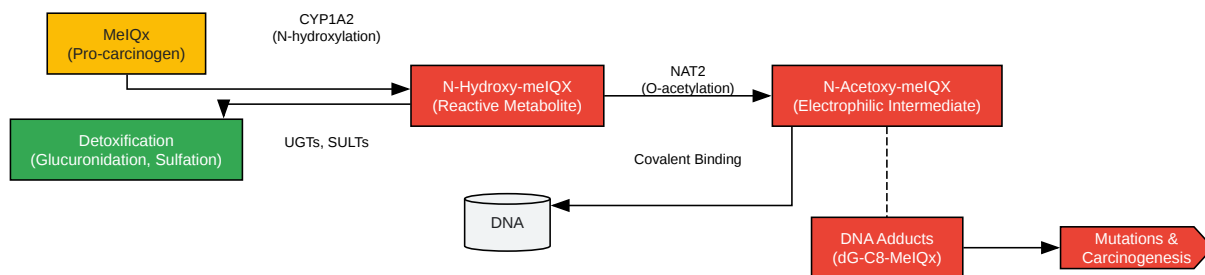 MeIQx
(Pro-carcinogen)
CYP1A2
(N-hydroxylation)
N-Hydroxy-meIQX
(Reactive Metabolite)
NAT2
(O-acetylation)
N-Acetoxy-meIQX
(Electrophilic Intermediate)
Detoxification
(Glucuronidation, Sulfation)
UGTs, SULTs
Covalent Binding
DNA
DNA Adducts
(dG-C8-MeIQx)
Mutations &
Carcinogenesis